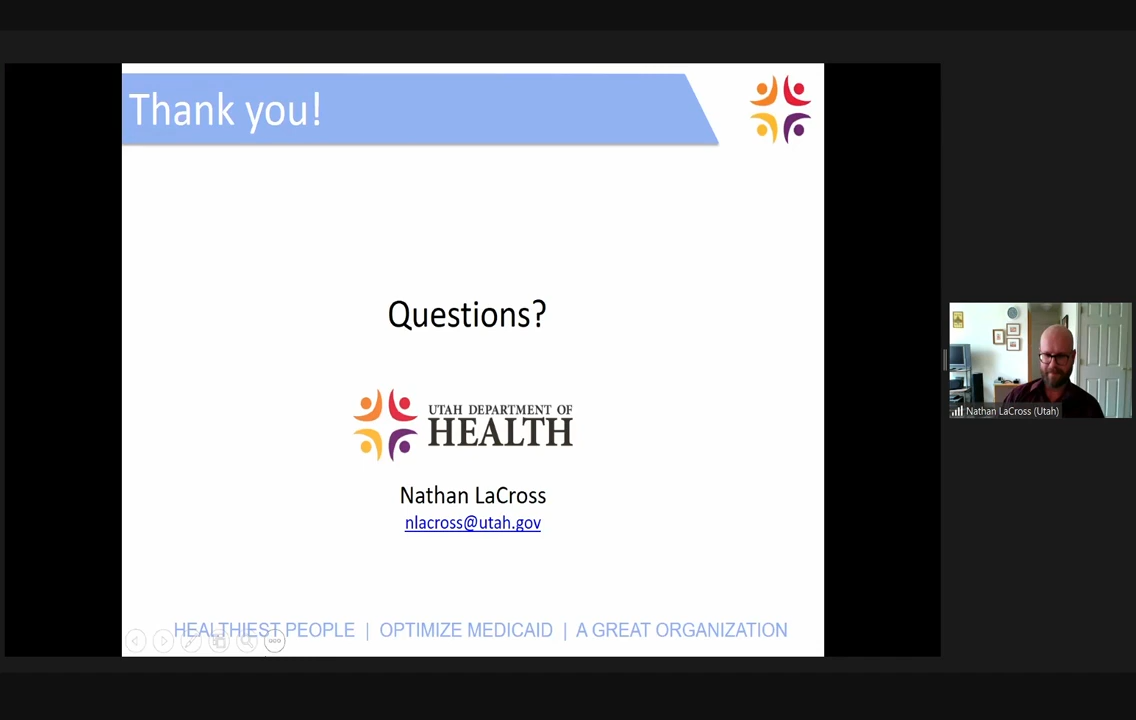 Thank you!
Questions?
UTAH DEPARTMENT OF
HEALTH
Nathan LaCross
nlacross@utah.gov
HEALTHIEST PEOPLE | OPTIMIZE MEDICAID | A GREAT ORGANIZATION
Nathan LaCross (Utah)